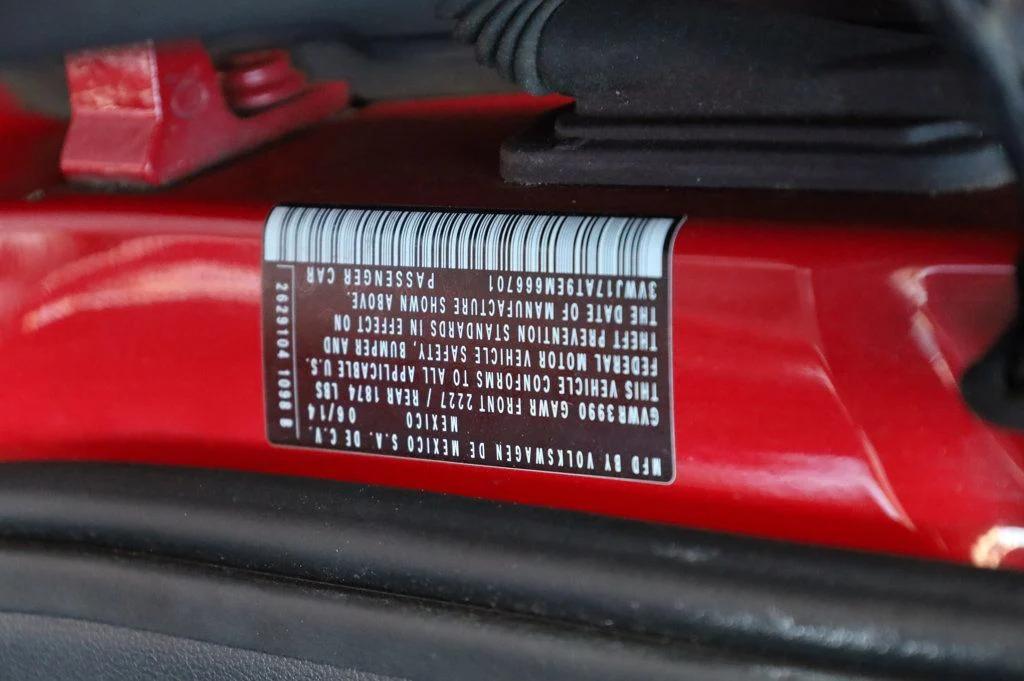 MFD BY VOLKSWAGEN DE MEXICO S.A. DE C.V.
MEXICO 06/14
GVWR 3990 GAWR FRONT 2227 / REAR 1874 LBS
THIS VEHICLE CONFORMS TO ALL APPLICABLE U.S.
FEDERAL MOTOR VEHICLE SAFETY, BUMPER AND
THEFT PREVENTION STANDARDS IN EFFECT ON
THE DATE OF MANUFACTURE SHOWN ABOVE.
3VWJ17AT9EM666701 PASSENGER CAR
2629104 1098 B